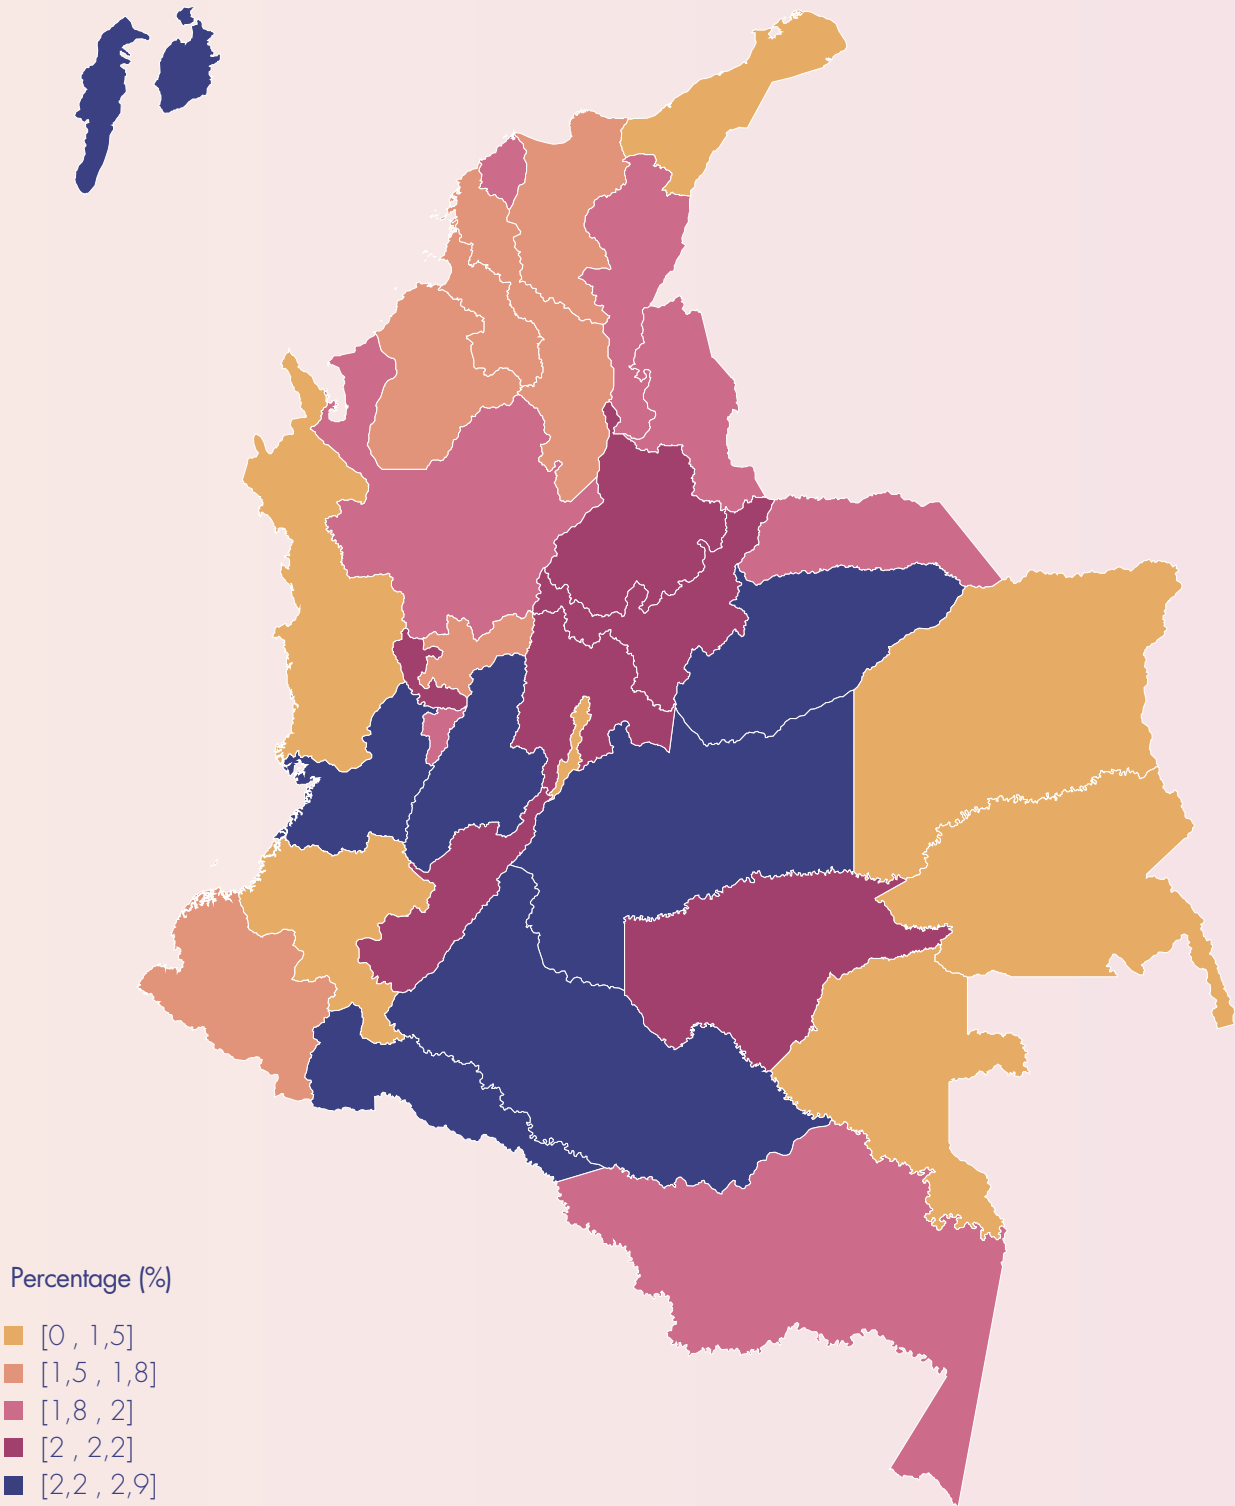 Percentage (%)
[0 , 1,5]
[1,5 , 1,8]
[1,8 , 2]
[2 , 2,2]
[2,2 , 2,9]